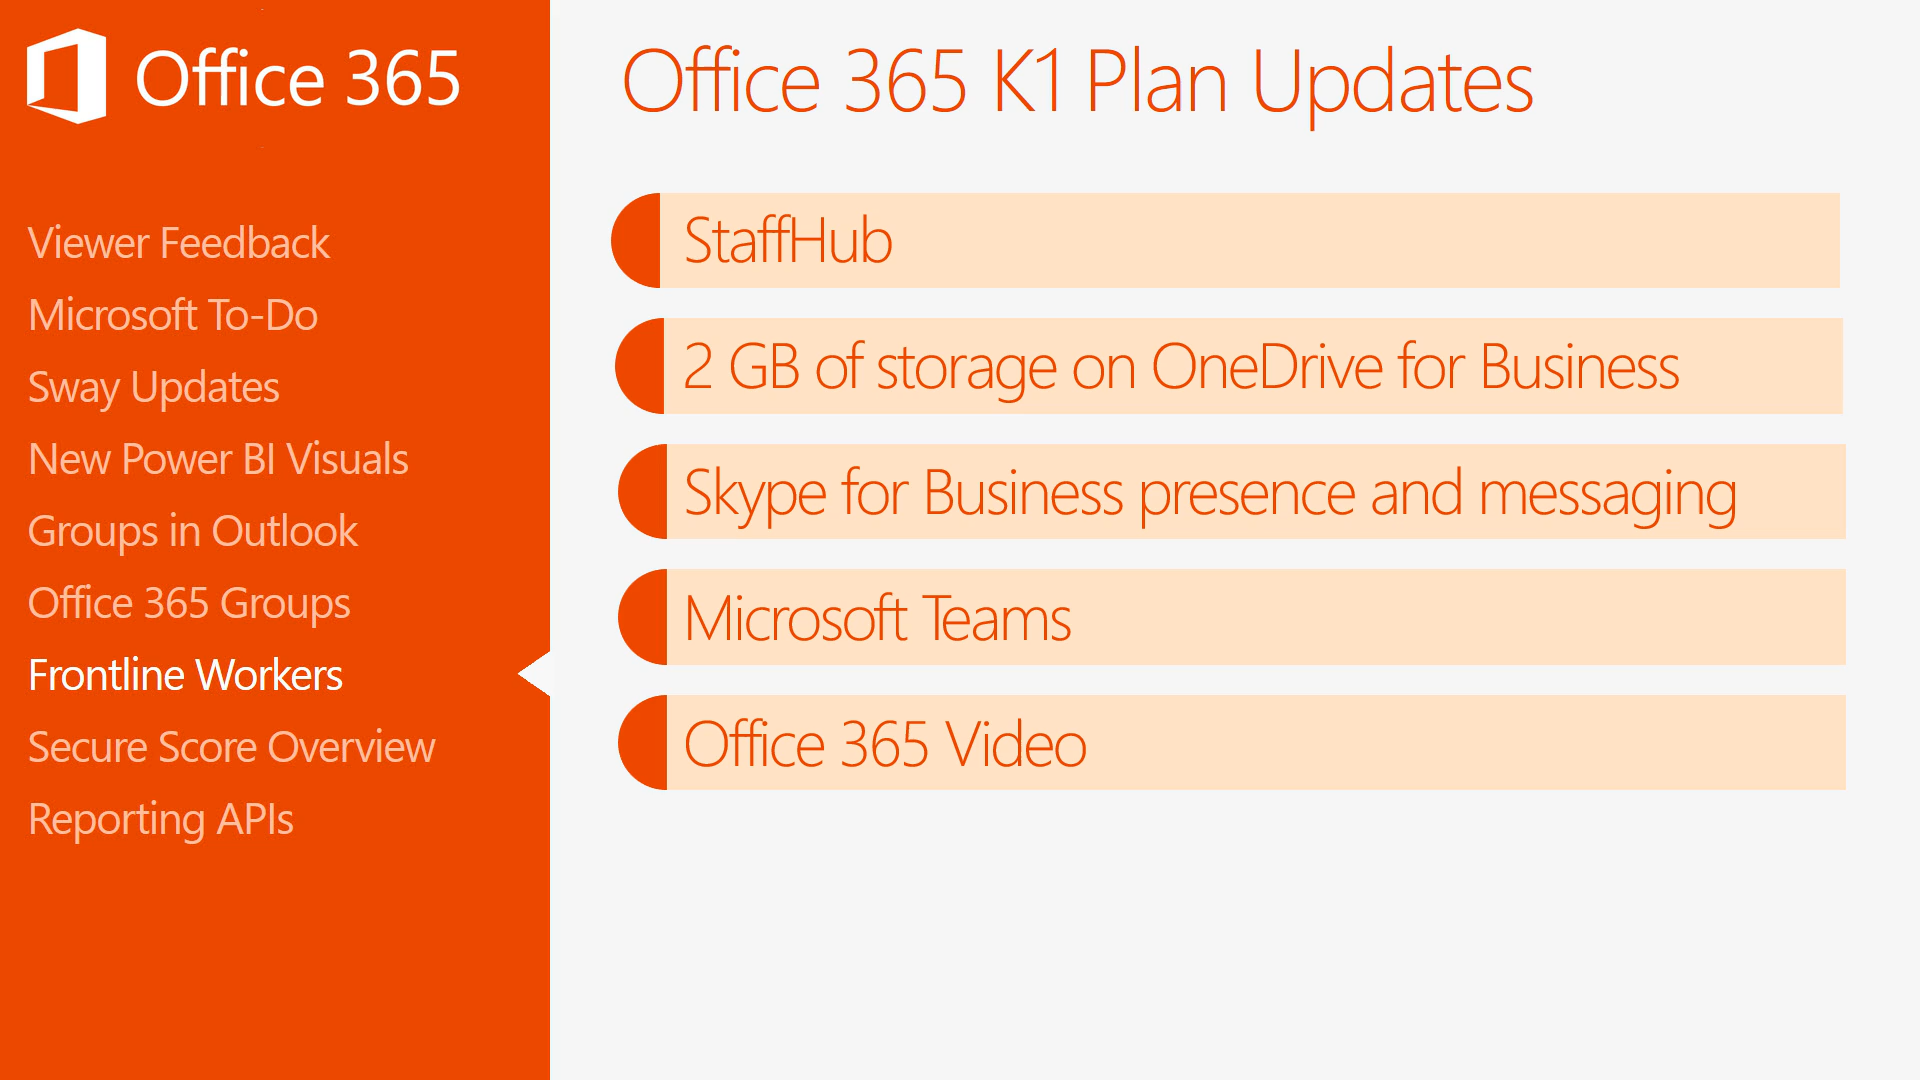 Office 365
Viewer Feedback
Microsoft To-Do
Sway Updates
New Power BI Visuals
Groups in Outlook
Office 365 Groups
Frontline Workers
Secure Score Overview
Reporting APIs
Office 365 K1 Plan Updates
StaffHub
2 GB of storage on OneDrive for Business
Skype for Business presence and messaging
Microsoft Teams
Office 365 Video